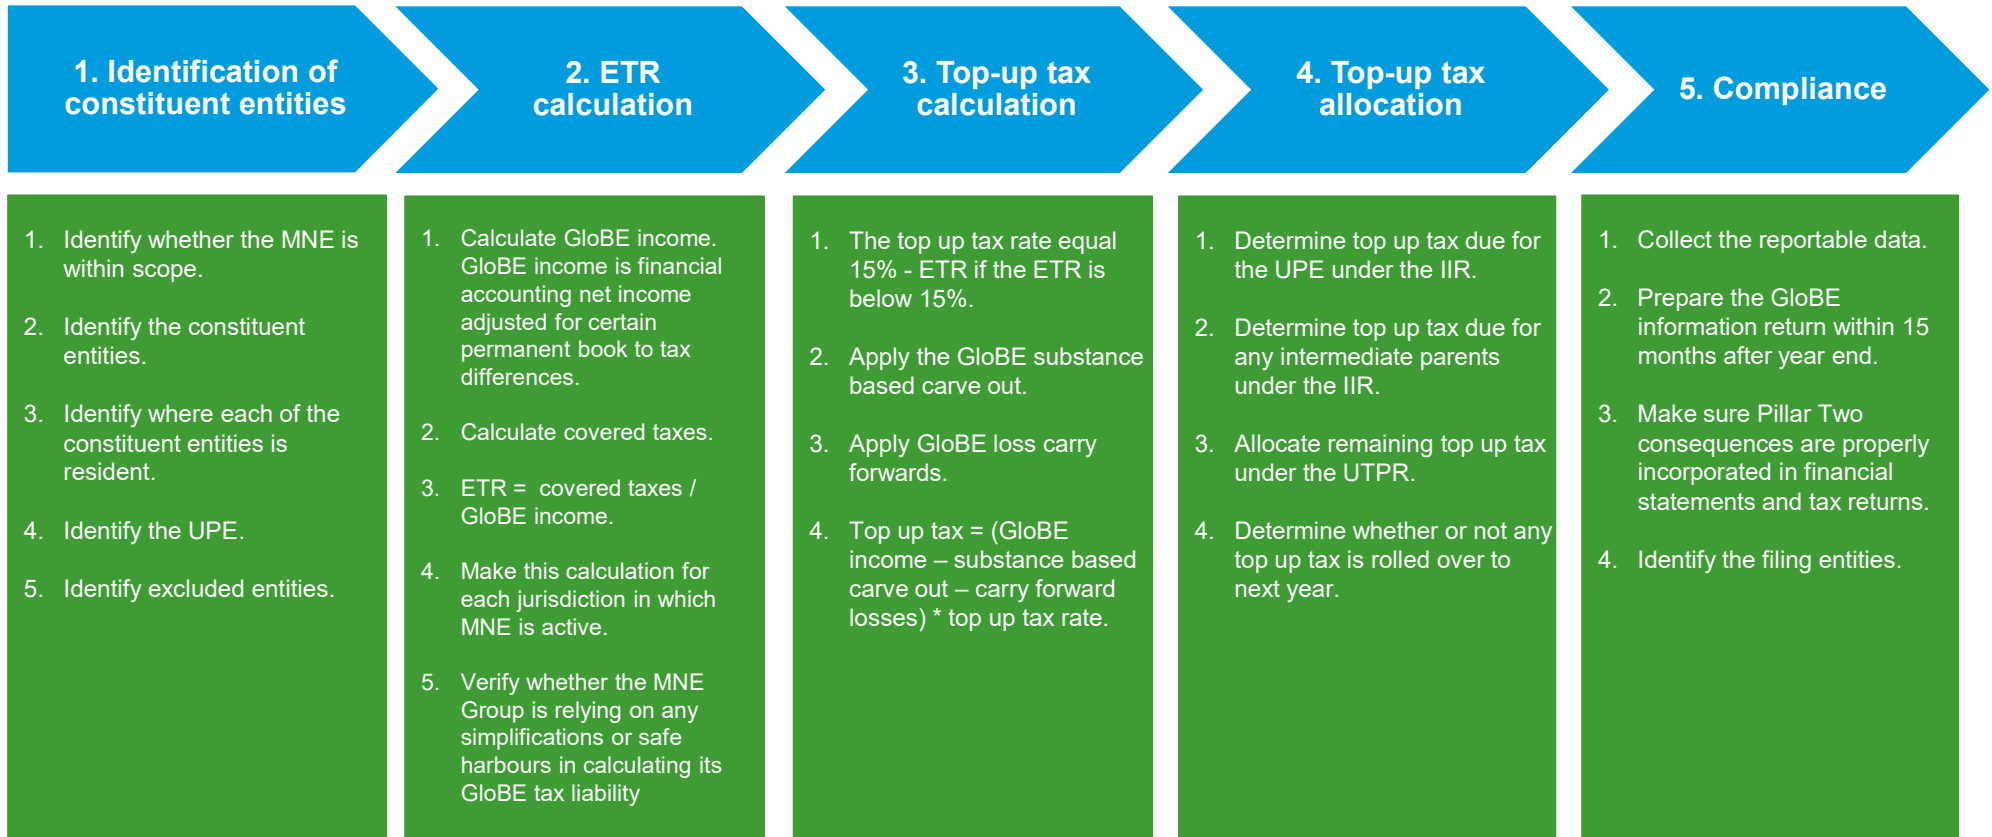 1. Identification of
constituent entities
2. ETR
calculation
3. Top-up tax
calculation
4. Top-up tax
allocation
5. Compliance
1. Identify whether the MNE is
within scope.
2. Identify the constituent
entities.
3. Identify where each of the
constituent entities is
resident.
4. Identify the UPE.
5. Identify excluded entities.
1. Calculate GloBE income.
GloBE income is financial
accounting net income
adjusted for certain
permanent book to tax
differences.
2. Calculate covered taxes.
3. ETR = covered taxes /
GloBE income.
4. Make this calculation for
each jurisdiction in which
MNE is active.
5. Verify whether the MNE
Group is relying on any
simplifications or safe
harbours in calculating its
GloBE tax liability
1. The top up tax rate equal
15% - ETR if the ETR is
below 15%.
2. Apply the GloBE substance
based carve out.
3. Apply GloBE loss carry
forwards.
4. Top up tax = (GloBE
income – substance based
carve out – carry forward
losses) * top up tax rate.
1. Determine top up tax due for
the UPE under the IIR.
2. Determine top up tax due for
any intermediate parents
under the IIR.
3. Allocate remaining top up tax
under the UTPR.
4. Determine whether or not any
top up tax is rolled over to
next year.
1. Collect the reportable data.
2. Prepare the GloBE
information return within 15
months after year end.
3. Make sure Pillar Two
consequences are properly
incorporated in financial
statements and tax returns.
4. Identify the filing entities.